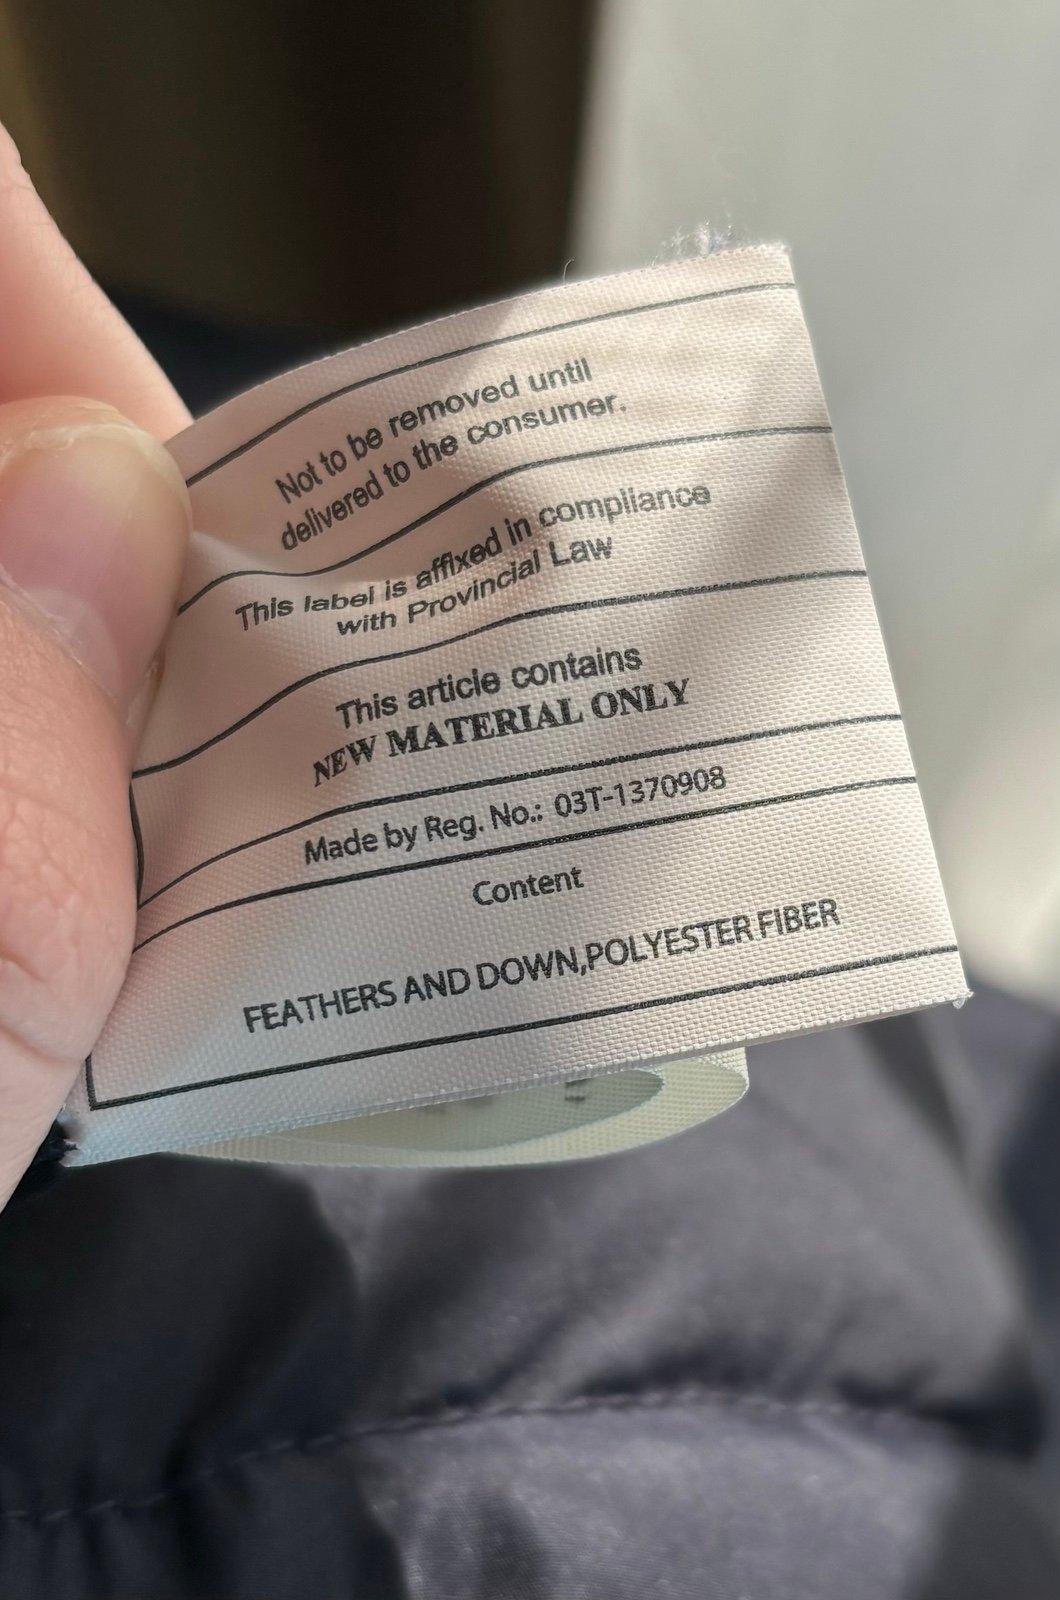 Not to be removed until
delivered to the consumer.
This label is affixed in compliance
with Provincial Law
This article contains
NEW MATERIAL ONLY
Made by Reg. No.: 03T-1370908
Content
FEATHERS AND DOWN,POLYESTER FIBER